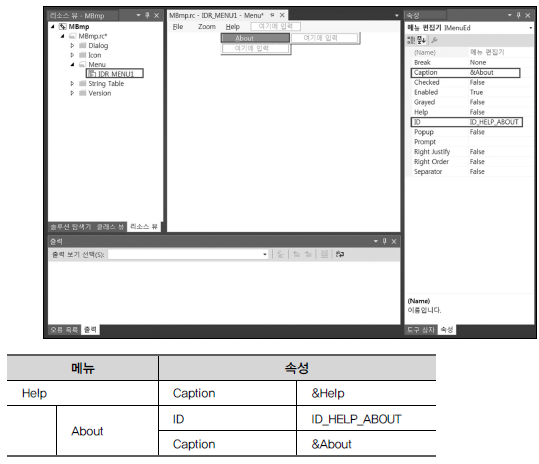 리소스 뷰 - MBmp
MBmp
MBmp.rc*
Dialog
Icon
Menu
IDR_MENU1
String Table
Version
솔루션 탐색기 클래스 뷰 리소스 뷰
MBmp.rc - IDR_MENU1 - Menu*
File Zoom Help 여기에 입력
About 여기에 입력
여기에 입력
속성
메뉴 편집기 IMenuEd
(Name) 메뉴 편집기
Break None
Caption &About
Checked False
Enabled True
Grayed False
Help False
ID ID_HELP_ABOUT
Popup False
Prompt
Right Justify False
Right Order False
Separator False
(Name)
이름입니다.
도구 상자 속성
출력
출력 보기 선택(S):
오류 목록 출력
메뉴 속성
Help Caption &Help
About ID ID_HELP_ABOUT
Caption &About